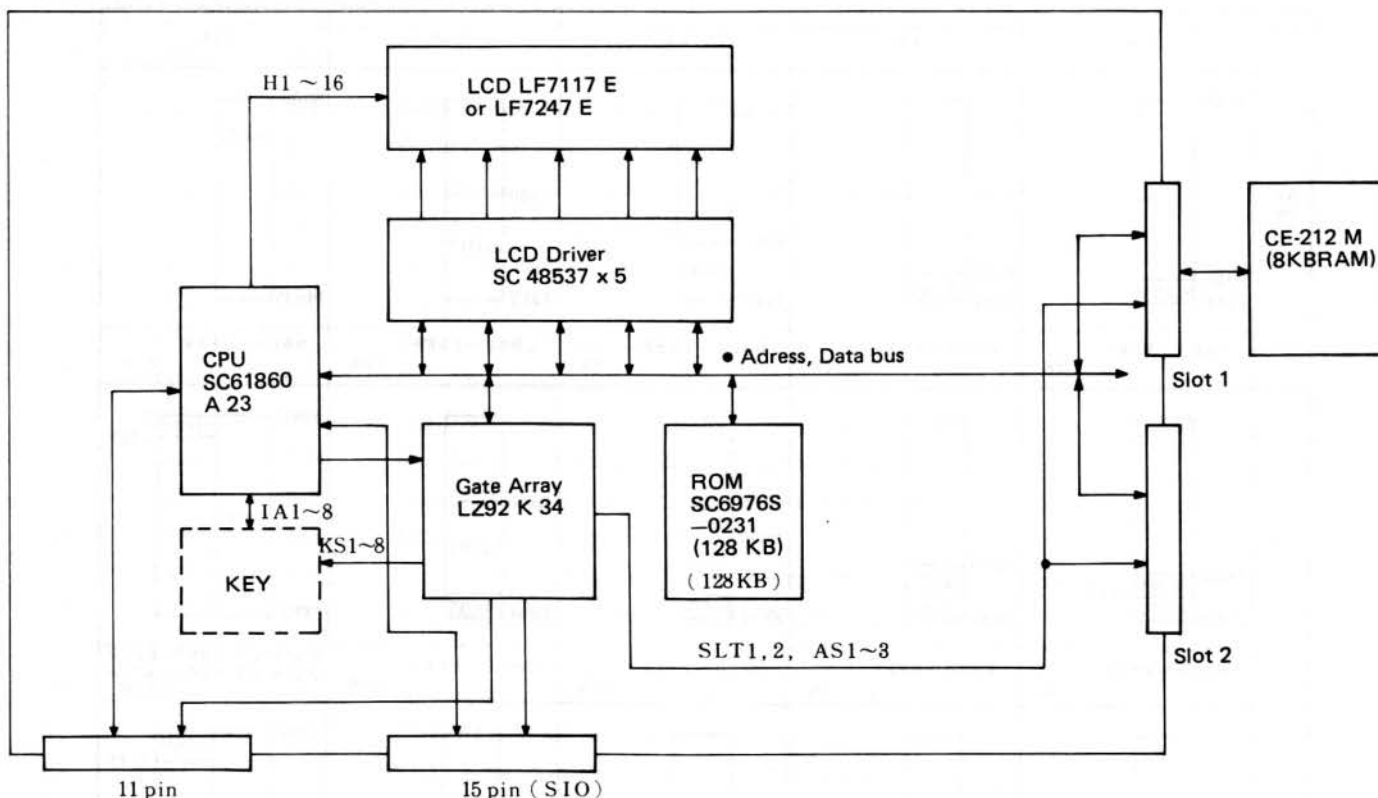 H1 ~ 16
LCD LF7117 E
or LF7247 E
LCD Driver
SC 48537 x 5
CE-212 M
(8KBRAM)
CPU
SC61860
A 23
Adress, Data bus
Slot 1
Gate Array
LZ92 K 34
ROM
SC6976S
—0231
(128 KB)
(128KB)
IA1~8
KS1~8
KEY
SLT1,2, AS1~3
Slot 2
11 pin
15 pin (SIO)